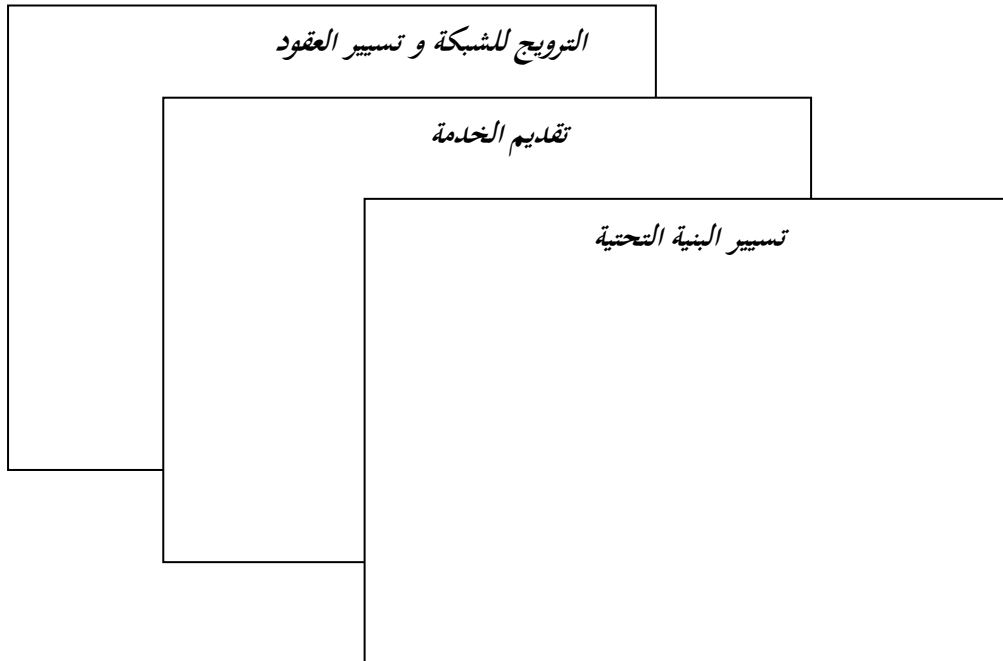 الترويج للشبكة و تسيير العقود
تقديم الخدمة
تسيير البنية التحتية